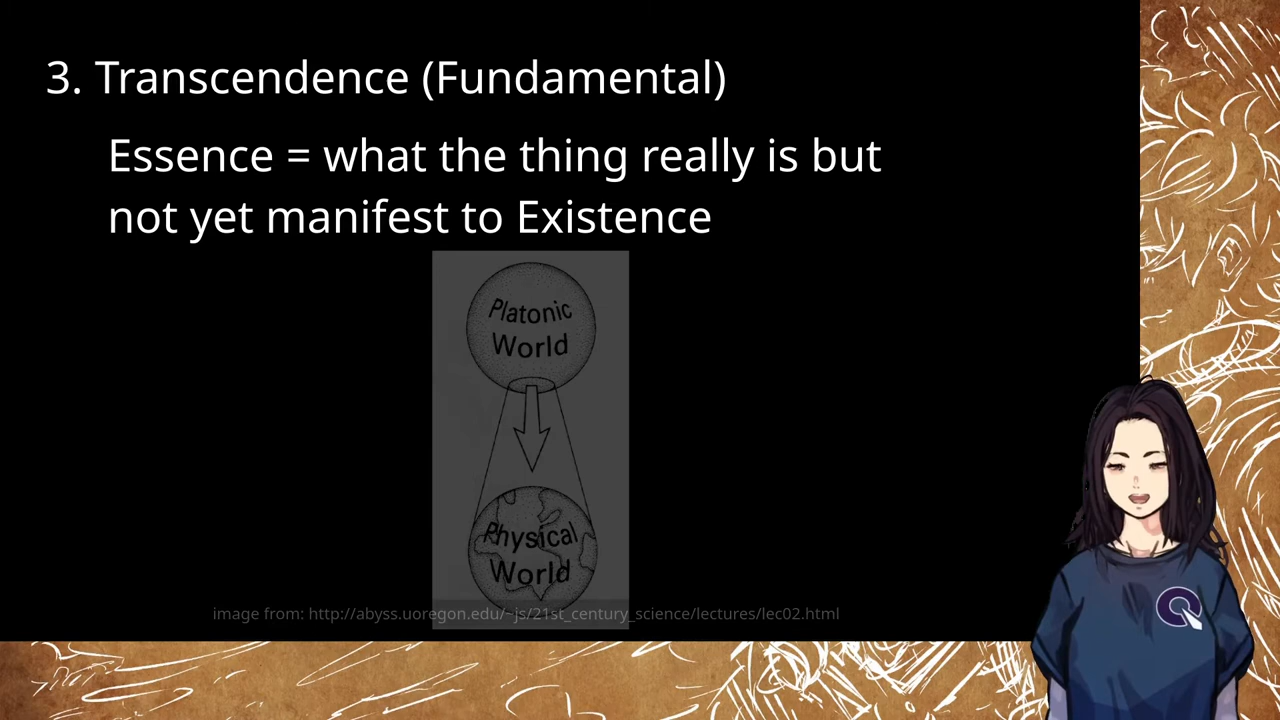 3. Transcendence (Fundamental)
Essence = what the thing really is but
not yet manifest to Existence
Platonic
World
Physical
World
image from: http://abyss.uoregon.edu/~js/21st_century_science/lectures/lec02.html